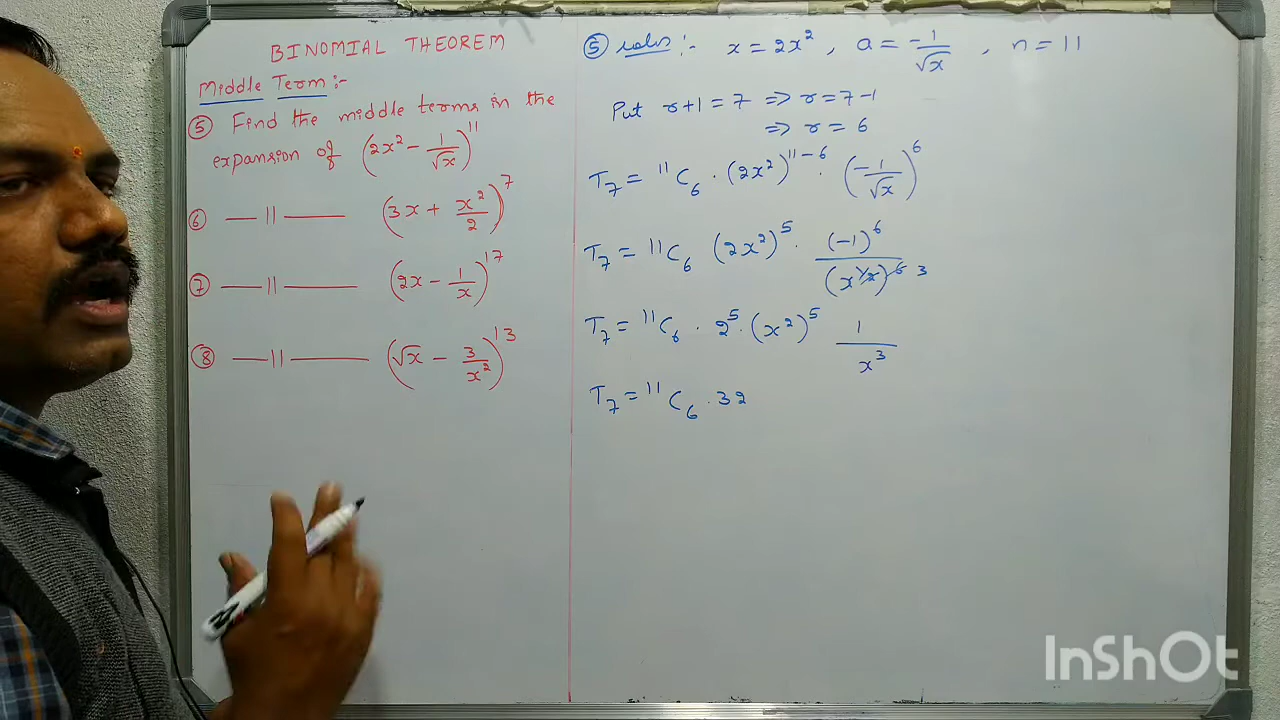 BINOMIAL THEOREM
Middle Term :-
⑤ Find the middle terms in the
expansion of (2x² - 1/√x)¹¹
⑥ —11—— (3x + x²/2)⁷
⑦ ——11—— (2x - 1/x)¹⁷
⑧ —11—— (√x - 3/x²)¹³
⑤ soln :- x = 2x² , a = -1/√x , n = 11
Put r+1 = 7 ⇒ r = 7-1
⇒ r = 6
T₇ = ¹¹C₆ · (2x²)¹¹⁻⁶ · (-1/√x)⁶
T₇ = ¹¹C₆ (2x²)⁵ · (-1)⁶/(x^1/2)⁶ 3
T₇ = ¹¹C₆ · 2⁵ · (x²)⁵ 1/x³
T₇ = ¹¹C₆ · 32
InShOt